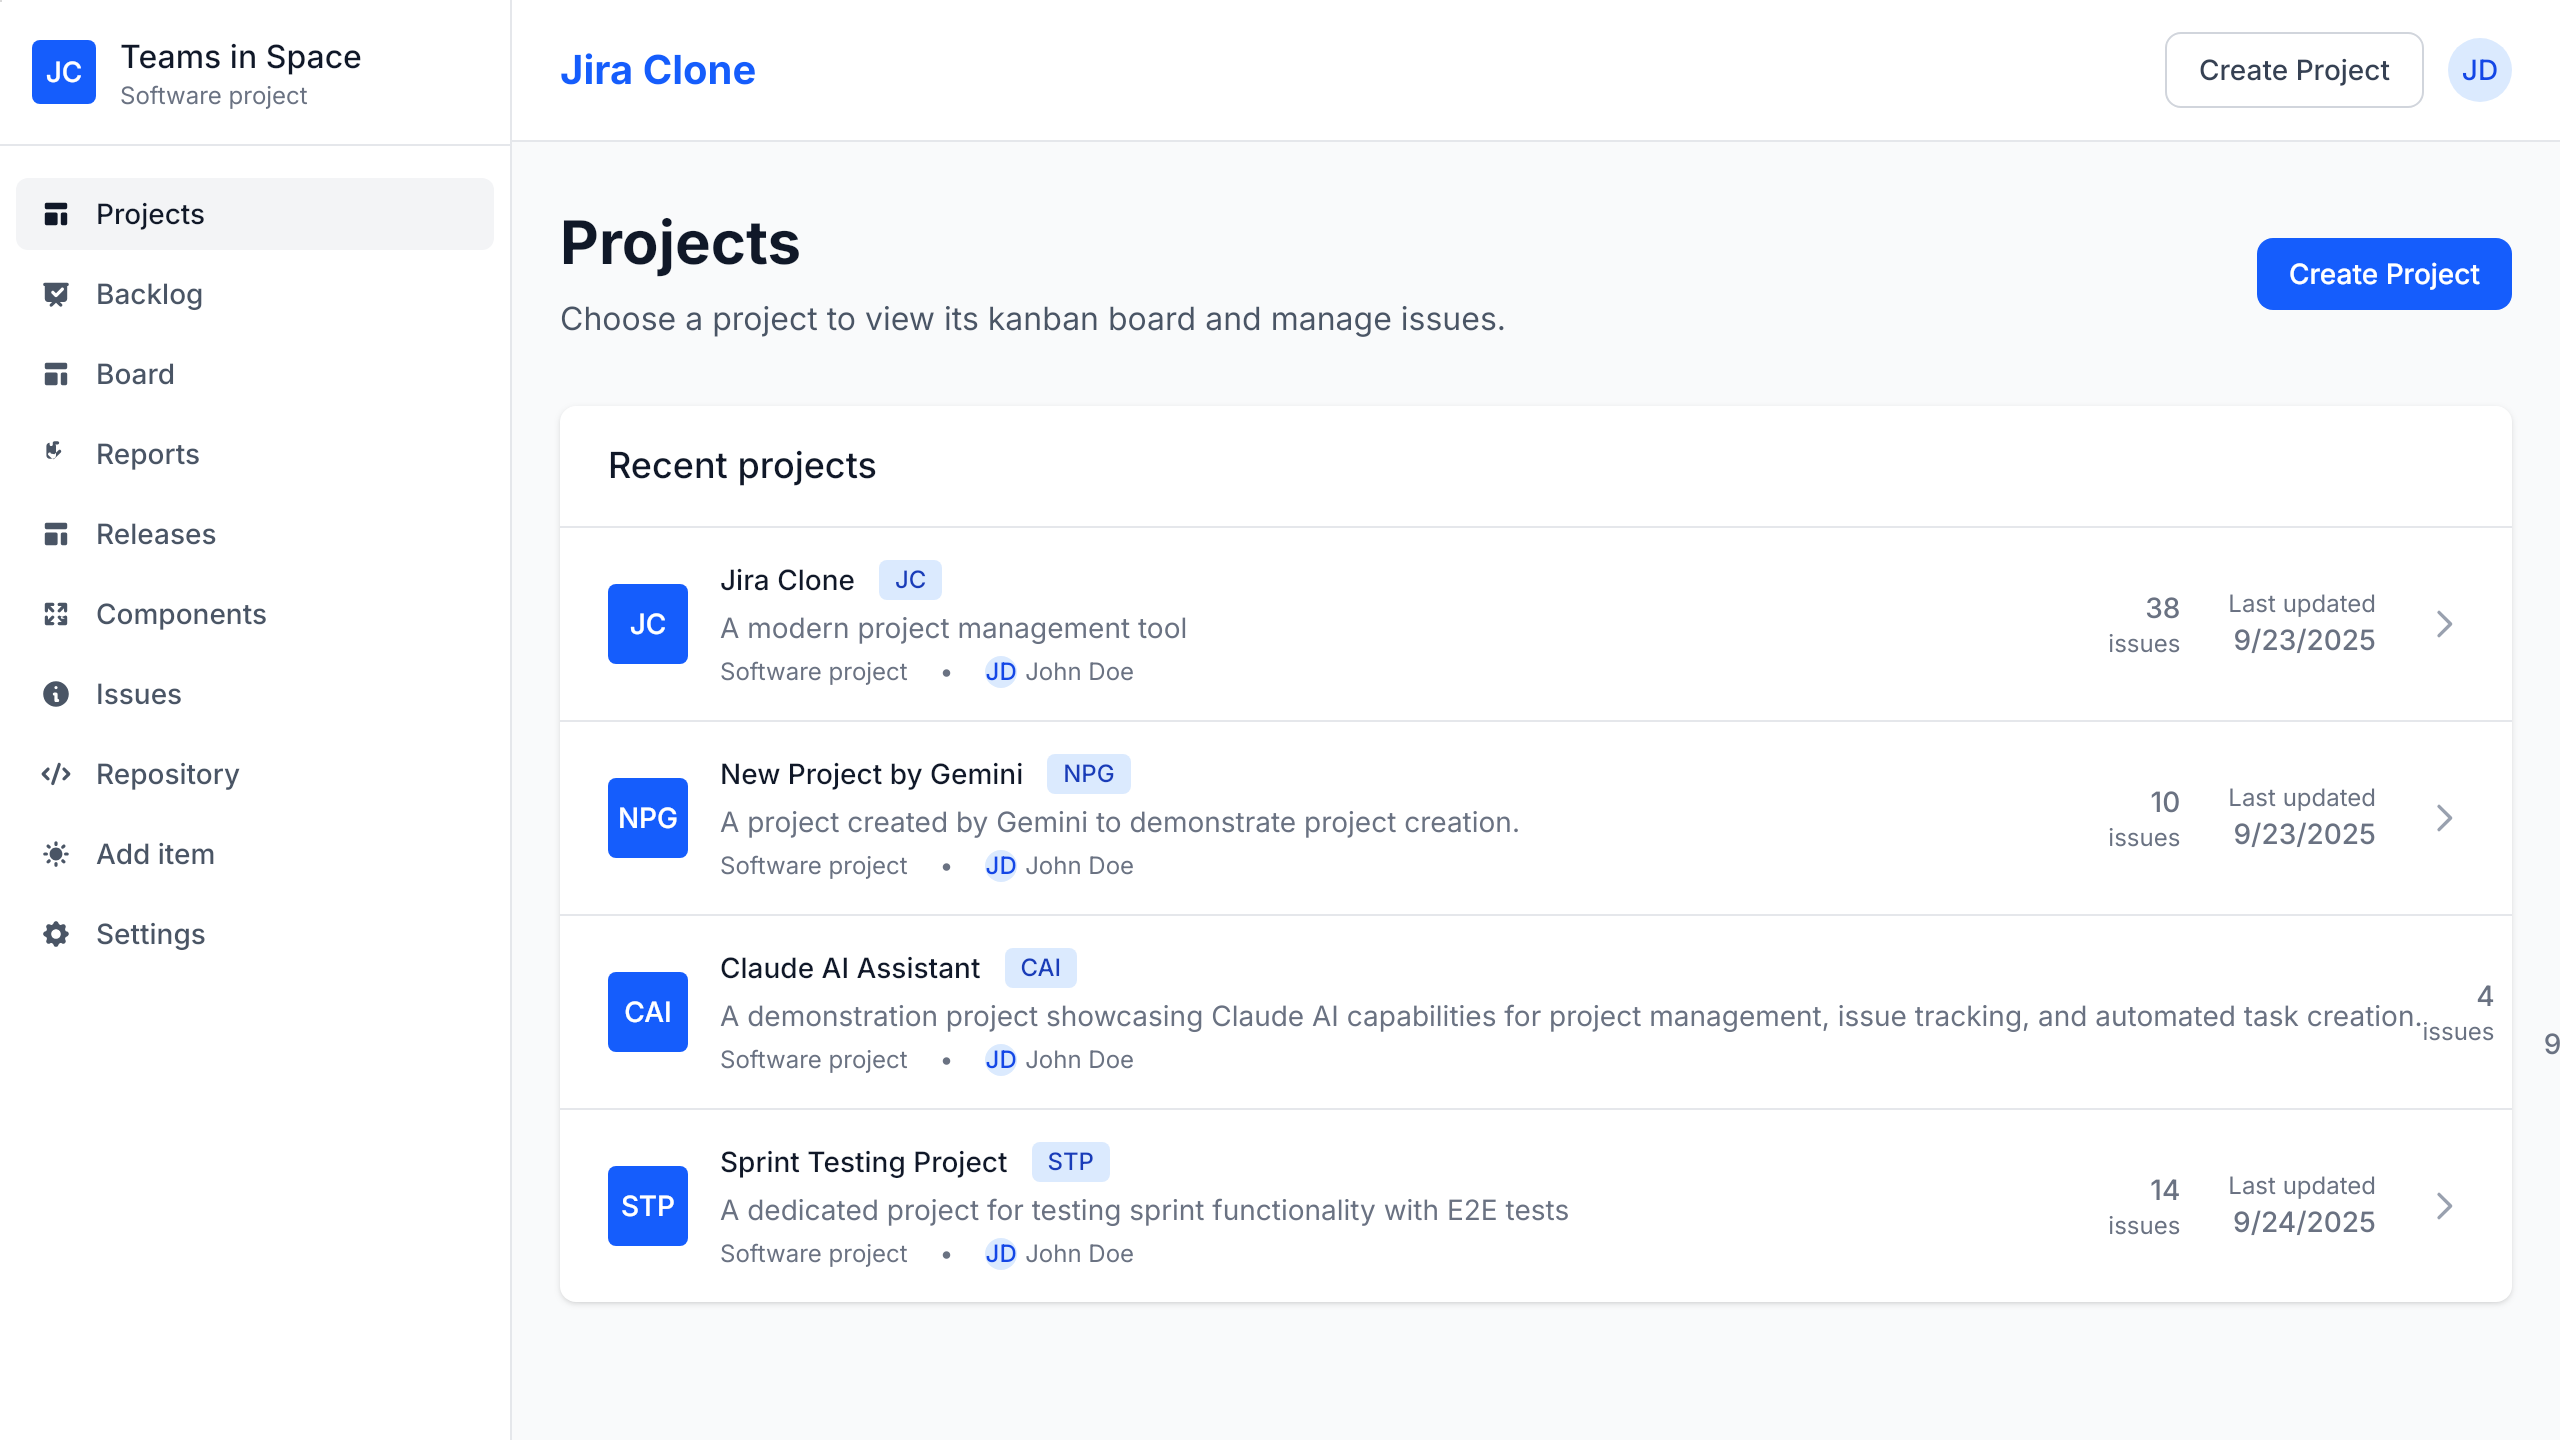 JC
Teams in Space
Software project
Projects
Backlog
Board
Reports
Releases
Components
Issues
Repository
Add item
Settings
Jira Clone
Create Project
JD
Projects
Choose a project to view its kanban board and manage issues.
Create Project
Recent projects
JC
Jira Clone JC
A modern project management tool
Software project • JD John Doe
38
issues
Last updated
9/23/2025
NPG
New Project by Gemini NPG
A project created by Gemini to demonstrate project creation.
Software project • JD John Doe
10
issues
Last updated
9/23/2025
CAI
Claude AI Assistant CAI
A demonstration project showcasing Claude AI capabilities for project management, issue tracking, and automated task creation.
Software project • JD John Doe
4
issues
9
STP
Sprint Testing Project STP
A dedicated project for testing sprint functionality with E2E tests
Software project • JD John Doe
14
issues
Last updated
9/24/2025